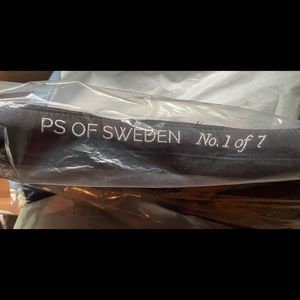 PS OF SWEDEN No. 1 of 7